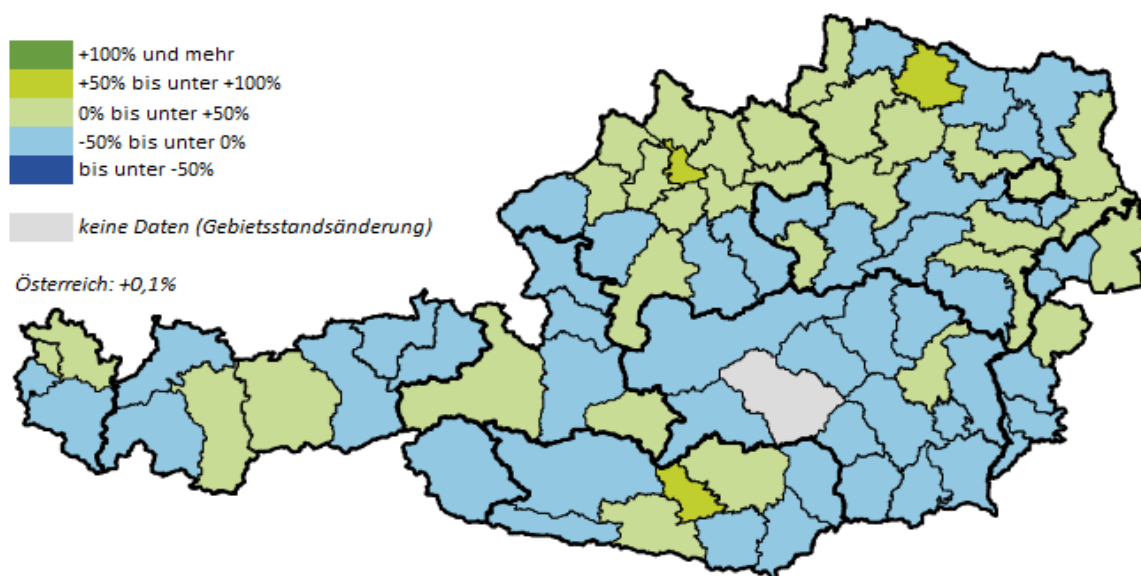 +100% und mehr
+50% bis unter +100%
0% bis unter +50%
-50% bis unter 0%
bis unter -50%
keine Daten (Gebietsstandsänderung)
Österreich: +0,1%